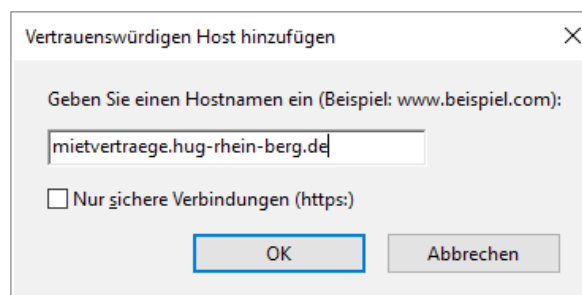 Vertrauenswürdigen Host hinzufügen
Geben Sie einen Hostnamen ein (Beispiel: www.beispiel.com):
mietvertraege.hug-rhein-berg.de
Nur sichere Verbindungen (https:)
OK Abbrechen